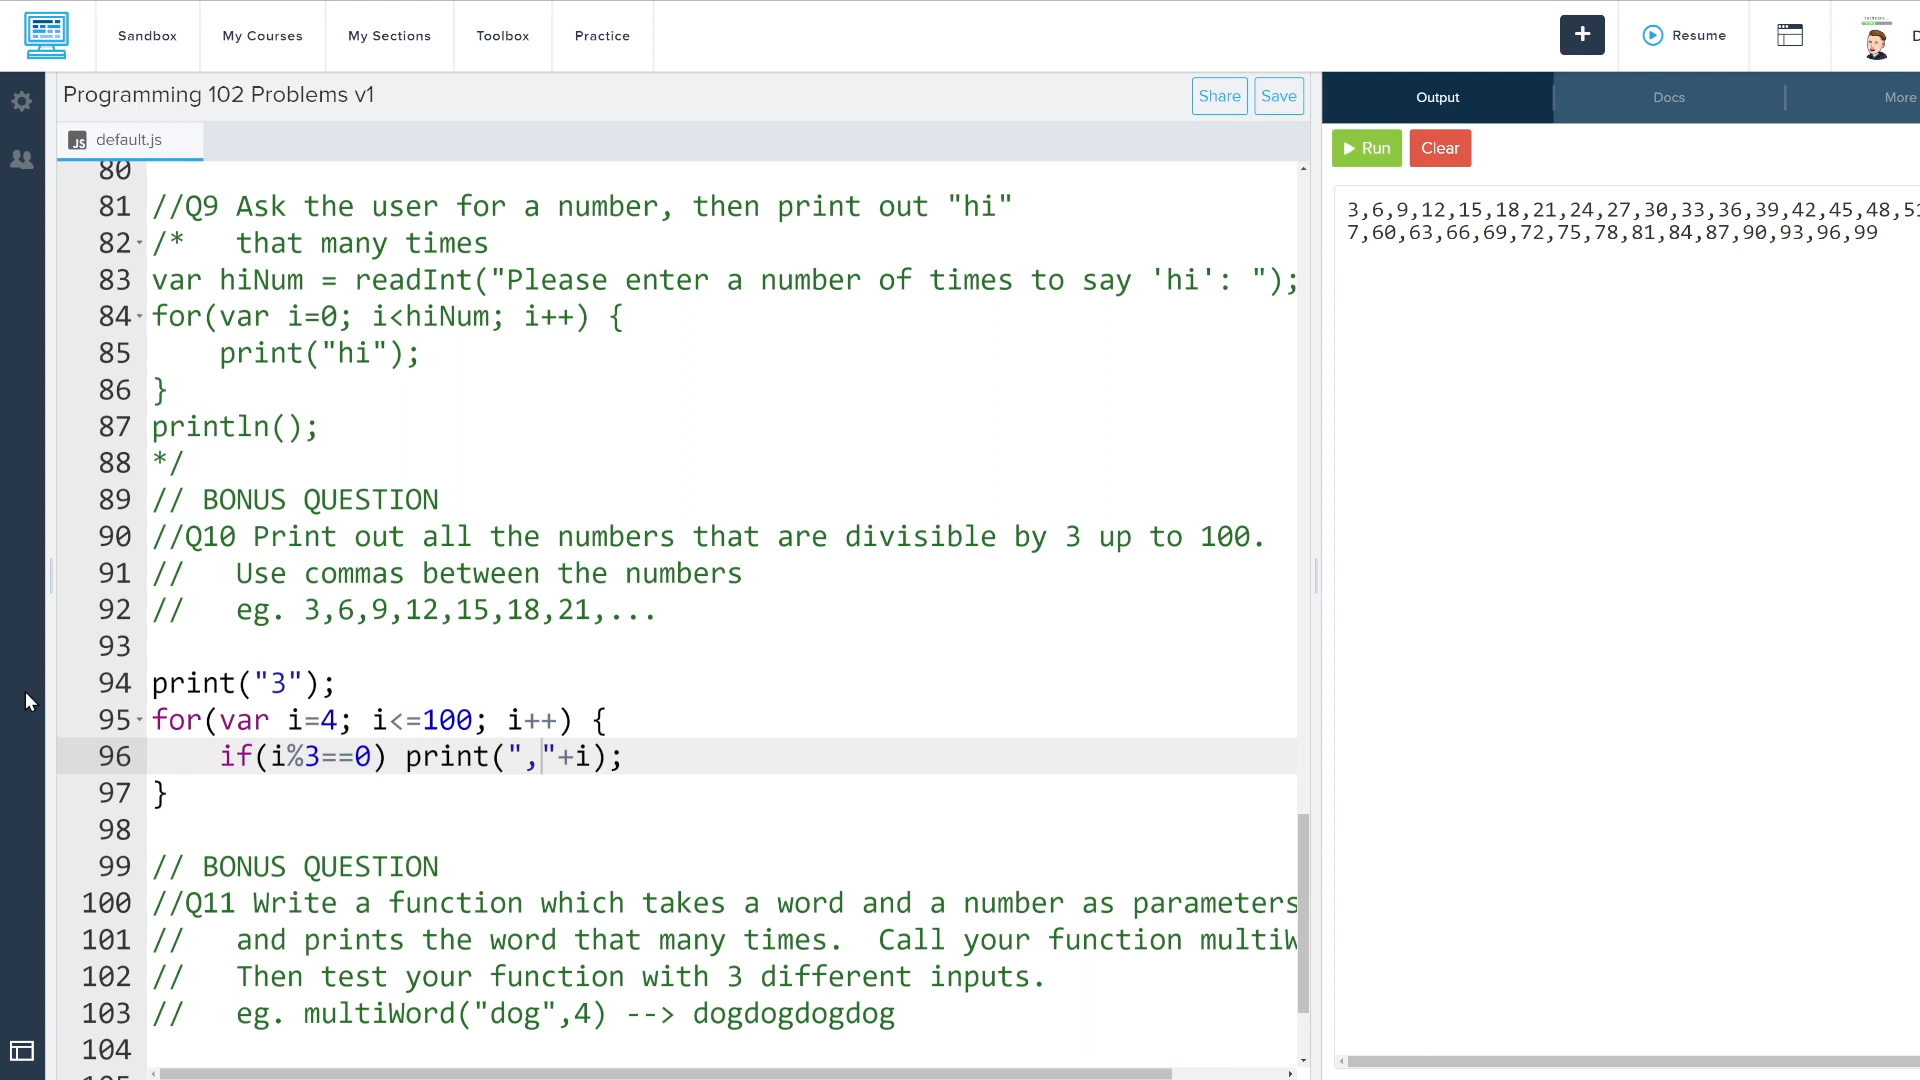 Sandbox
My Courses
My Sections
Toolbox
Practice
+
Resume
Programming 102 Problems v1
Share
Save
Output
Docs
More
JS default.js
Run
Clear
80
81 //Q9 Ask the user for a number, then print out "hi"
82 /*   that many times
83 var hiNum = readInt("Please enter a number of times to say 'hi': ");
84 for(var i=0; i<hiNum; i++) {
85     print("hi");
86 }
87 println();
88 */
89 // BONUS QUESTION
90 //Q10 Print out all the numbers that are divisible by 3 up to 100.
91 //   Use commas between the numbers
92 //   eg. 3,6,9,12,15,18,21,...
93
94 print("3");
95 for(var i=4; i<=100; i++) {
96     if(i%3==0) print(","+i);
97 }
98
99 // BONUS QUESTION
100 //Q11 Write a function which takes a word and a number as parameters
101 //   and prints the word that many times.  Call your function multiW
102 //   Then test your function with 3 different inputs.
103 //   eg. multiWord("dog",4) --> dogdogdogdog
104
3,6,9,12,15,18,21,24,27,30,33,36,39,42,45,48,51
7,60,63,66,69,72,75,78,81,84,87,90,93,96,99